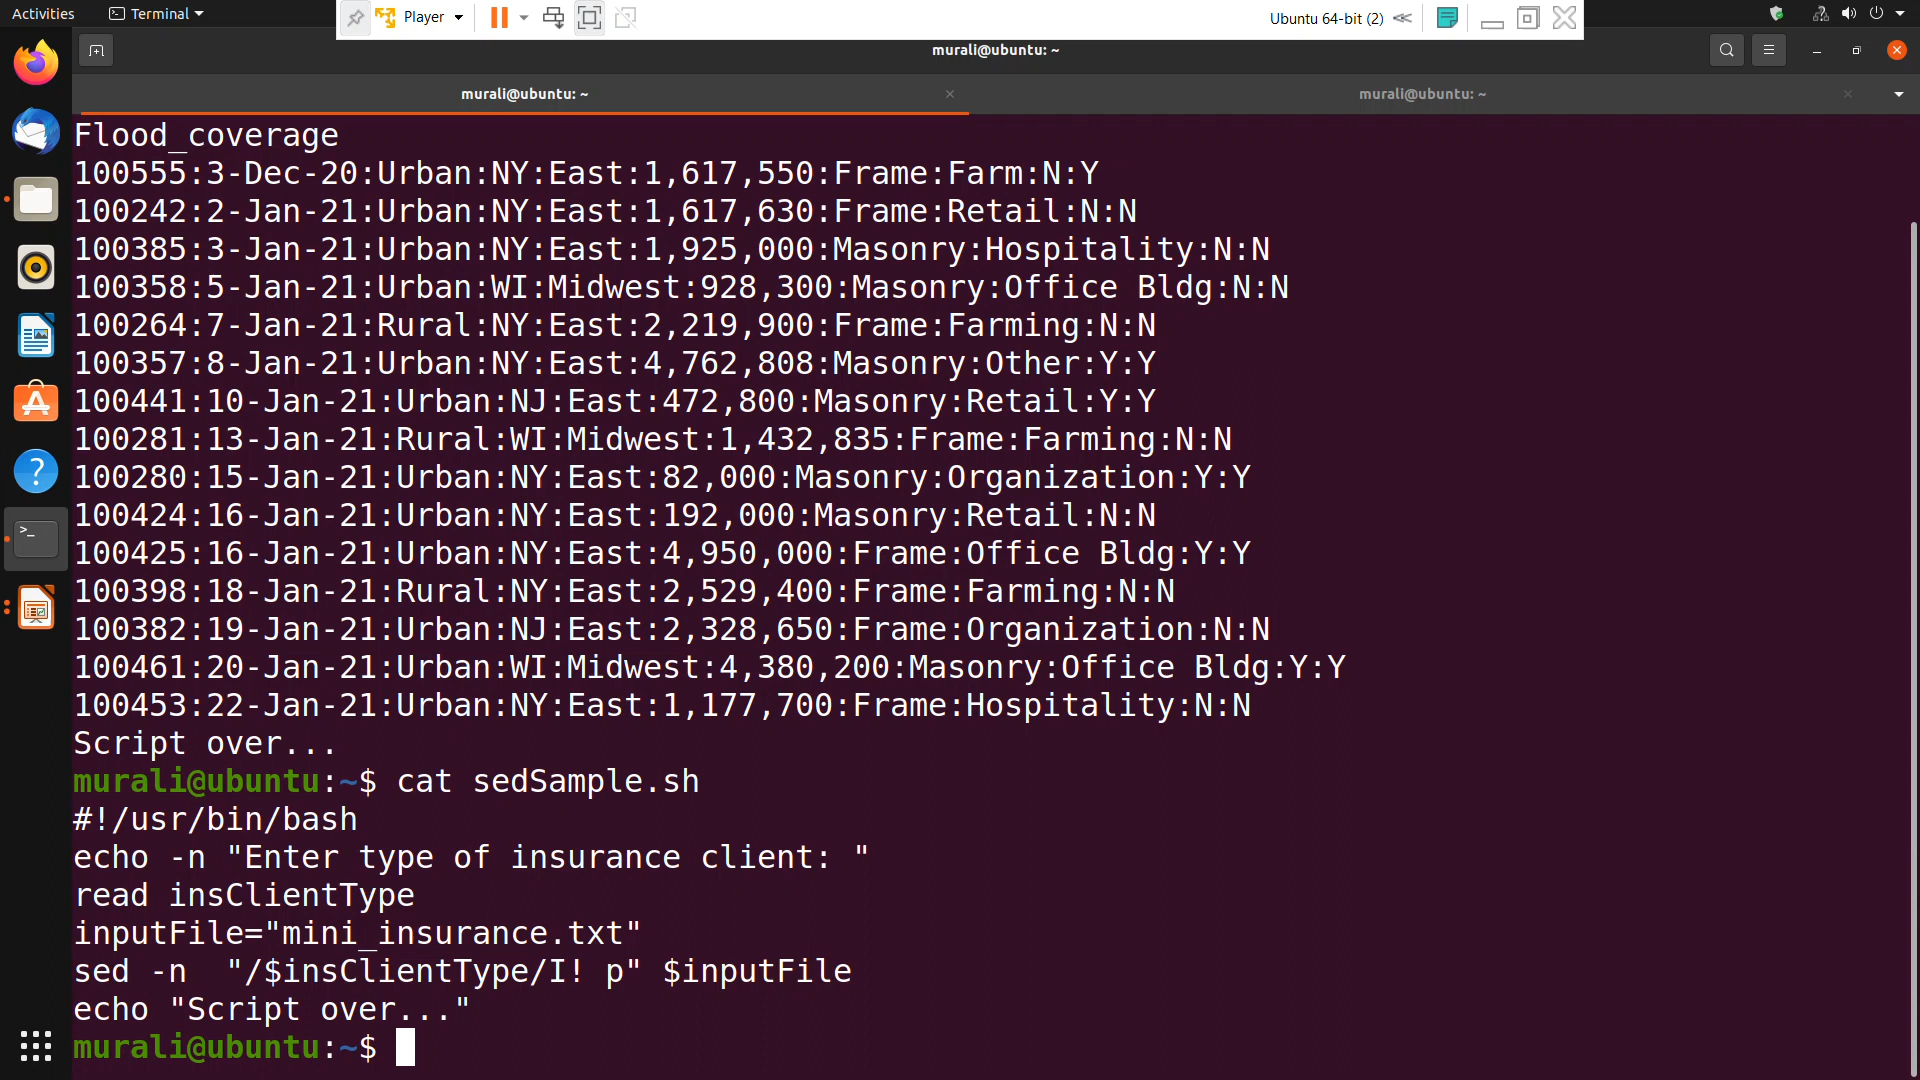 Activities
Terminal
Player
Ubuntu 64-bit (2)
murali@ubuntu: ~
murali@ubuntu: ~
murali@ubuntu: ~
Flood_coverage
100555:3-Dec-20:Urban:NY:East:1,617,550:Frame:Farm:N:Y
100242:2-Jan-21:Urban:NY:East:1,617,630:Frame:Retail:N:N
100385:3-Jan-21:Urban:NY:East:1,925,000:Masonry:Hospitality:N:N
100358:5-Jan-21:Urban:WI:Midwest:928,300:Masonry:Office Bldg:N:N
100264:7-Jan-21:Rural:NY:East:2,219,900:Frame:Farming:N:N
100357:8-Jan-21:Urban:NY:East:4,762,808:Masonry:Other:Y:Y
100441:10-Jan-21:Urban:NJ:East:472,800:Masonry:Retail:Y:Y
100281:13-Jan-21:Rural:WI:Midwest:1,432,835:Frame:Farming:N:N
100280:15-Jan-21:Urban:NY:East:82,000:Masonry:Organization:Y:Y
100424:16-Jan-21:Urban:NY:East:192,000:Masonry:Retail:N:N
100425:16-Jan-21:Urban:NY:East:4,950,000:Frame:Office Bldg:Y:Y
100398:18-Jan-21:Rural:NY:East:2,529,400:Frame:Farming:N:N
100382:19-Jan-21:Urban:NJ:East:2,328,650:Frame:Organization:N:N
100461:20-Jan-21:Urban:WI:Midwest:4,380,200:Masonry:Office Bldg:Y:Y
100453:22-Jan-21:Urban:NY:East:1,177,700:Frame:Hospitality:N:N
Script over...
murali@ubuntu:~$ cat sedSample.sh
#!/usr/bin/bash
echo -n "Enter type of insurance client: "
read insClientType
inputFile="mini_insurance.txt"
sed -n  "/$insClientType/I! p" $inputFile
echo "Script over..."
murali@ubuntu:~$